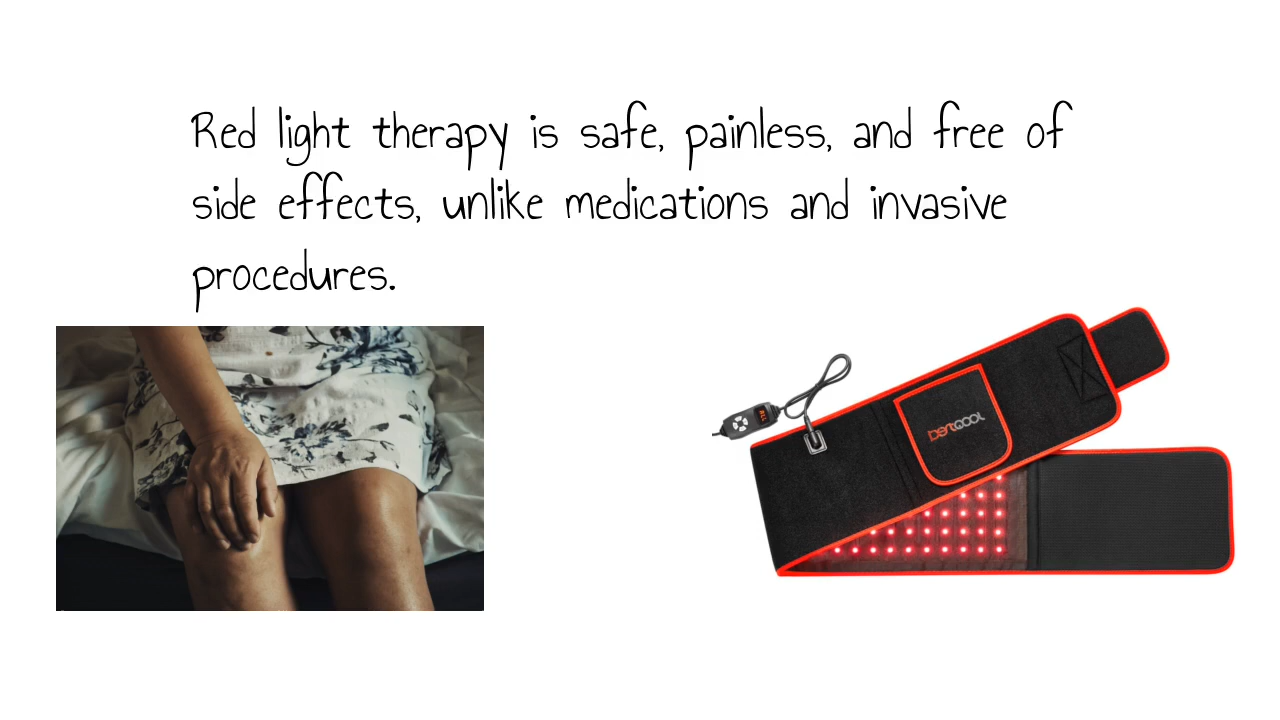 Red light therapy is safe, painless, and free of
side effects, unlike medications and invasive
procedures.